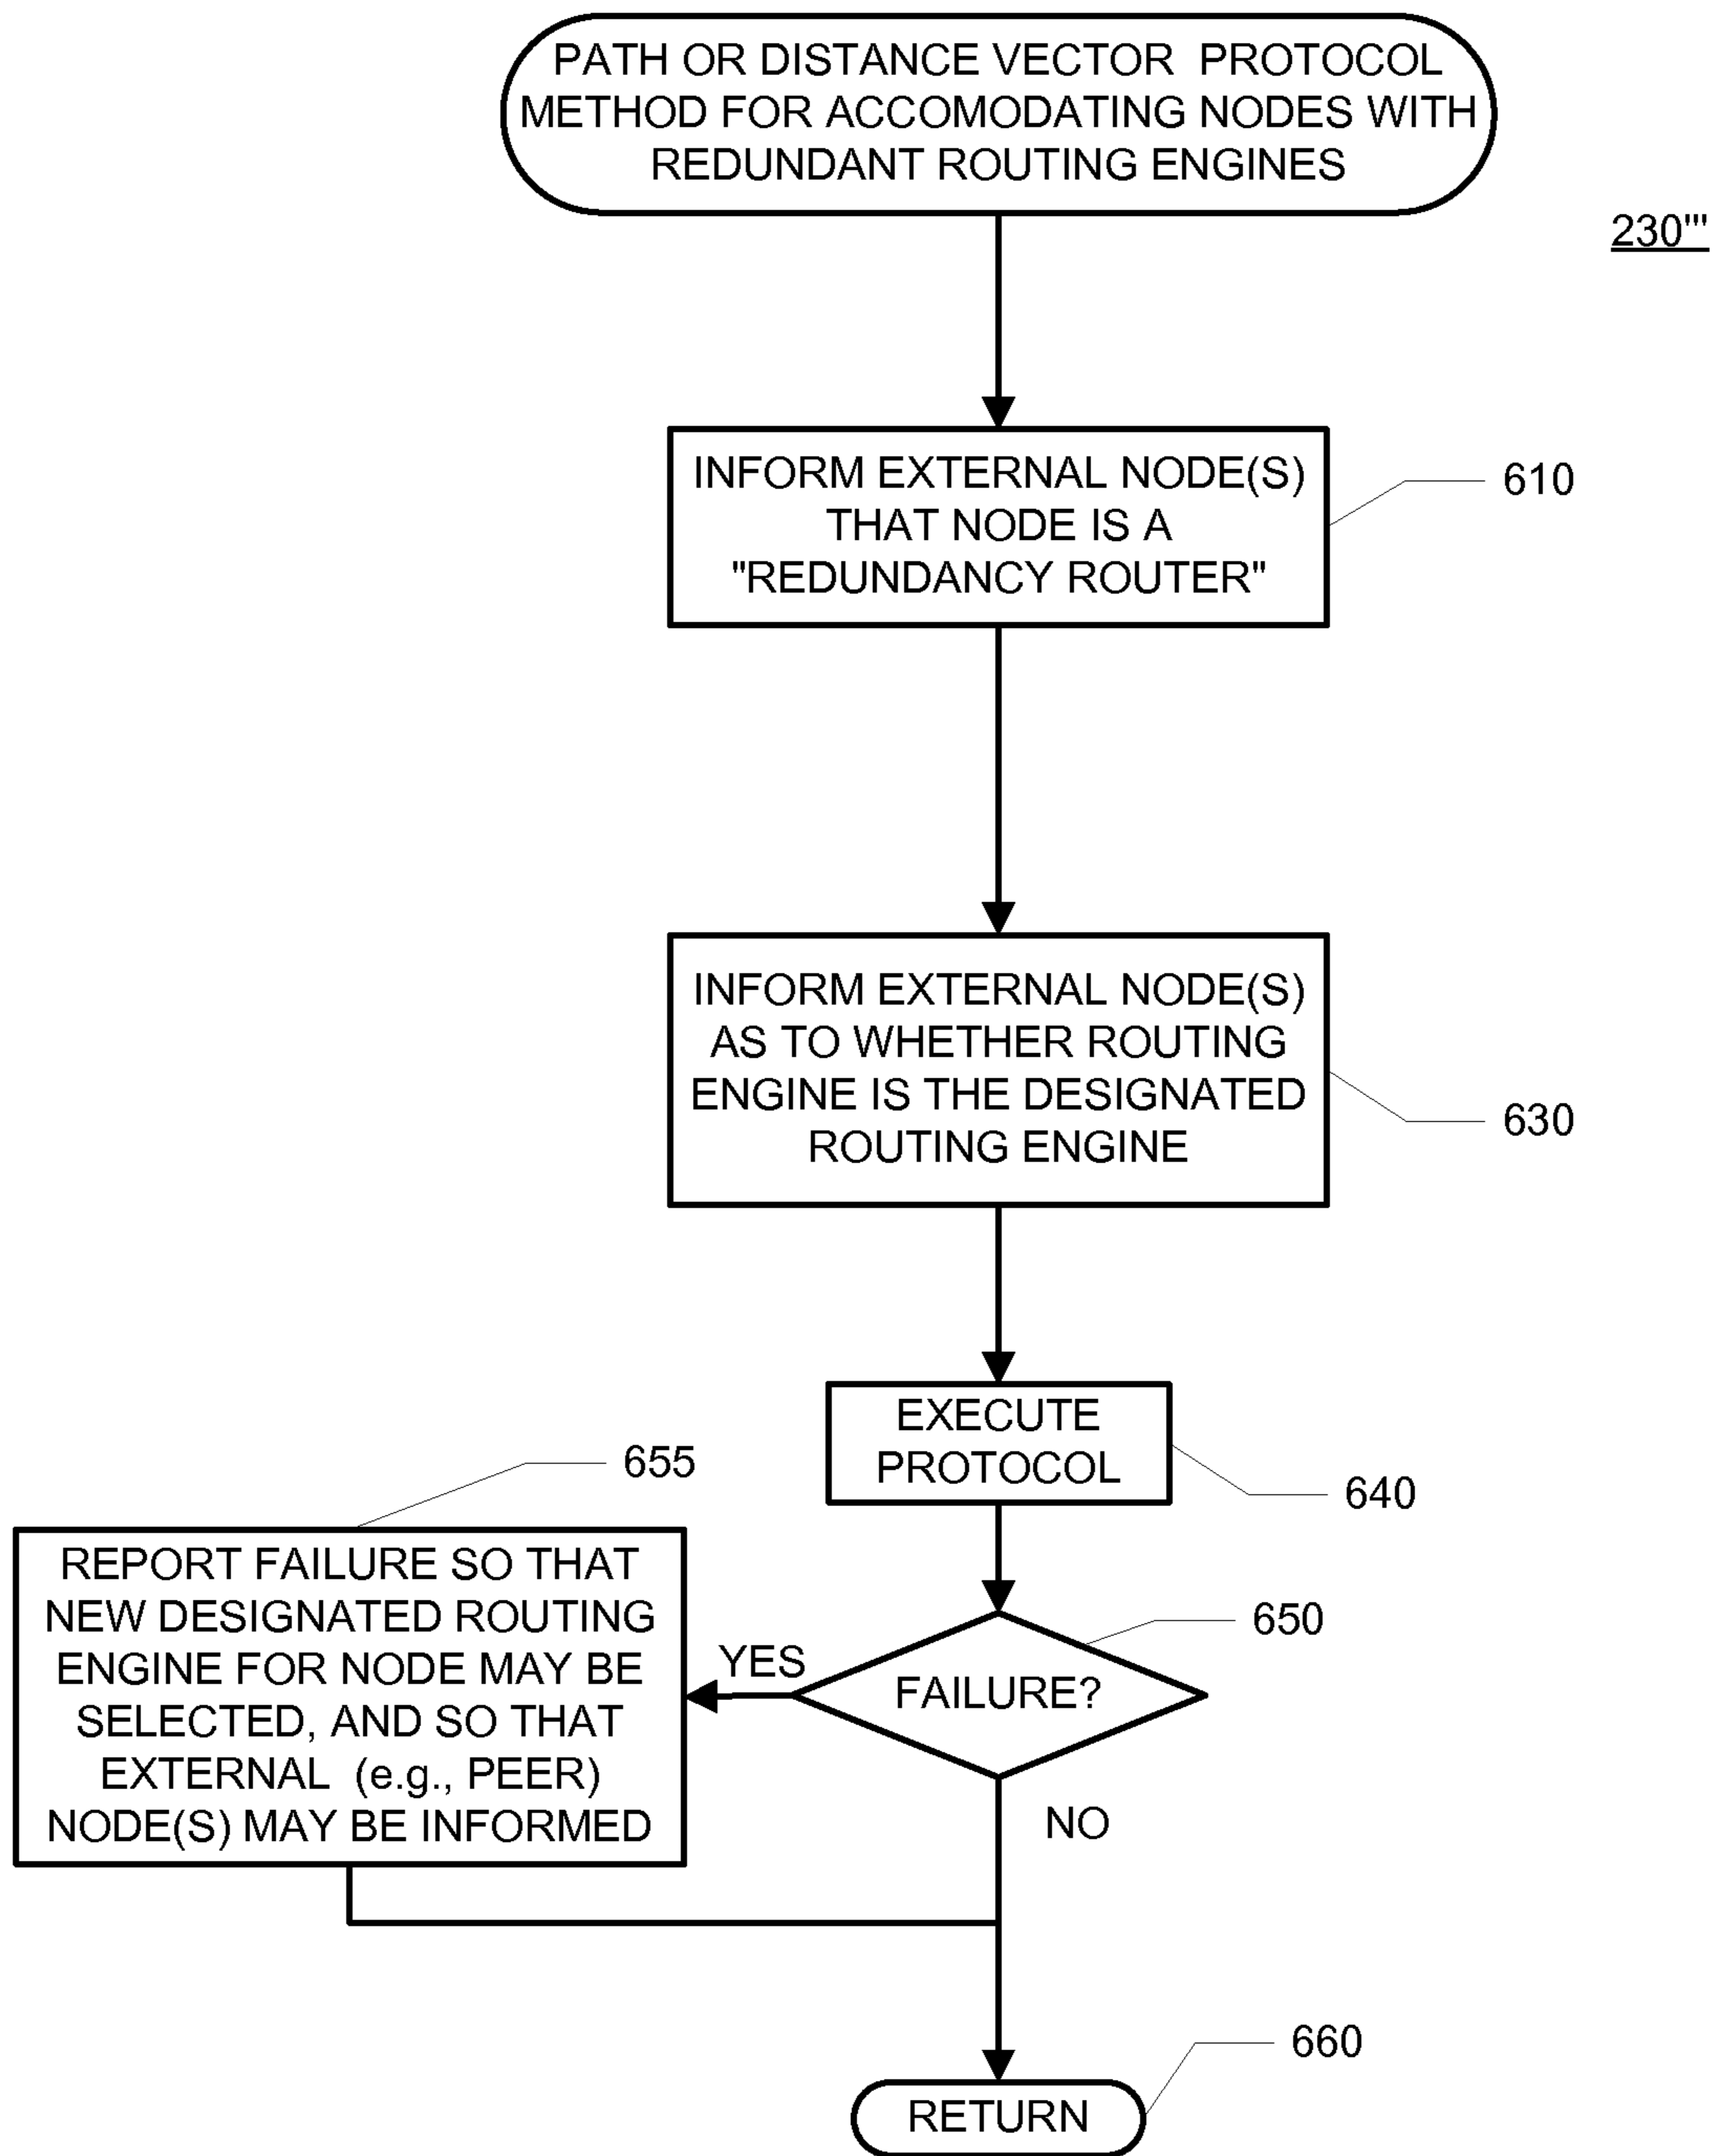 PATH OR DISTANCE VECTOR PROTOCOL
METHOD FOR ACCOMODATING NODES WITH
REDUNDANT ROUTING ENGINES
230'''
INFORM EXTERNAL NODE(S)
THAT NODE IS A
"REDUNDANCY ROUTER"
610
INFORM EXTERNAL NODE(S)
AS TO WHETHER ROUTING
ENGINE IS THE DESIGNATED
ROUTING ENGINE
630
EXECUTE
PROTOCOL
640
655
REPORT FAILURE SO THAT
NEW DESIGNATED ROUTING
ENGINE FOR NODE MAY BE
SELECTED, AND SO THAT
EXTERNAL (e.g., PEER)
NODE(S) MAY BE INFORMED
YES
FAILURE?
650
NO
660
RETURN